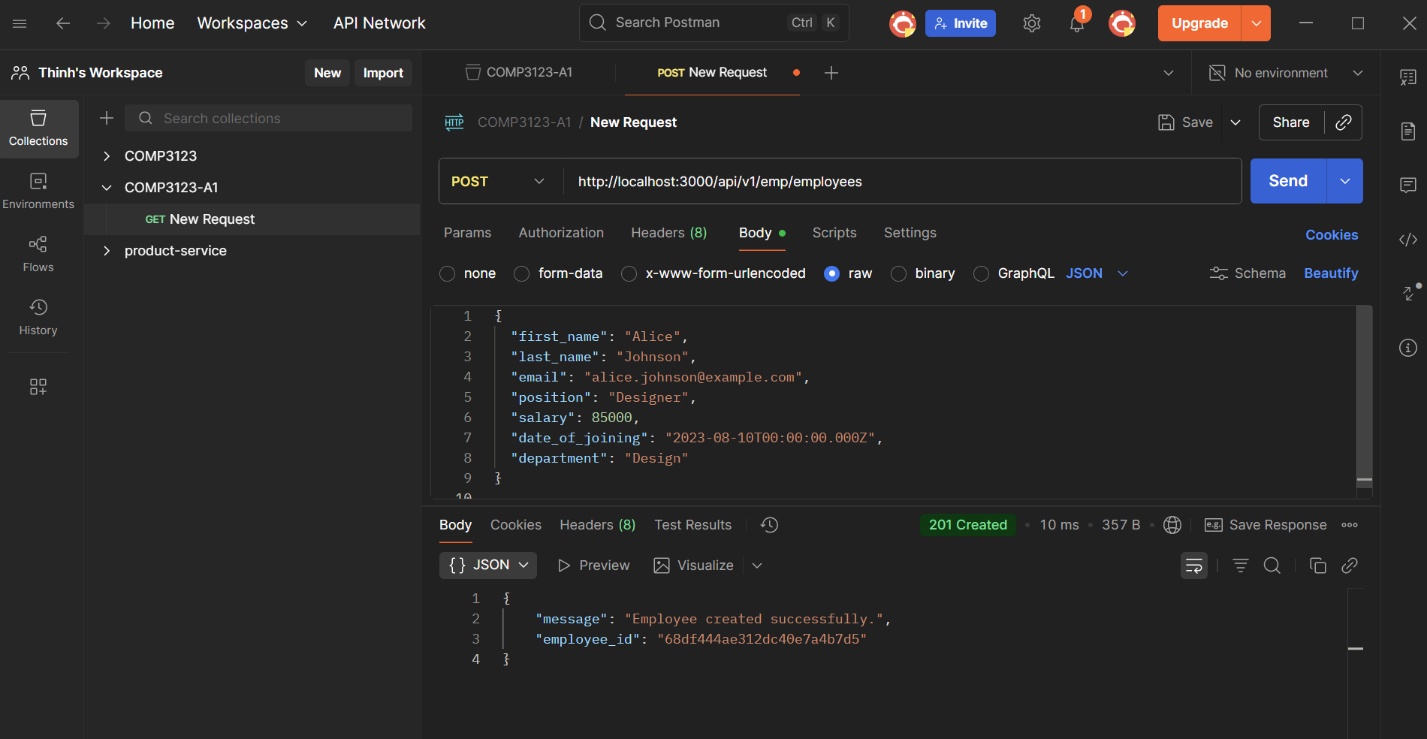 Home Workspaces API Network Search Postman Ctrl K Invite 1 Upgrade
Thinh's Workspace New Import COMP3123-A1 POST New Request No environment
Collections
Environments
Flows
History
Search collections
COMP3123
COMP3123-A1
GET New Request
product-service
HTTP COMP3123-A1 / New Request Save Share
POST http://localhost:3000/api/v1/emp/employees Send
Params Authorization Headers (8) Body Scripts Settings Cookies
none form-data x-www-form-urlencoded raw binary GraphQL JSON Schema Beautify
1 {
2 "first_name": "Alice",
3 "last_name": "Johnson",
4 "email": "alice.johnson@example.com",
5 "position": "Designer",
6 "salary": 85000,
7 "date_of_joining": "2023-08-10T00:00:00.000Z",
8 "department": "Design"
9 }
10
Body Cookies Headers (8) Test Results 201 Created 10 ms 357 B e.g. Save Response
{} JSON Preview Visualize
1 {
2 "message": "Employee created successfully.",
3 "employee_id": "68df444ae312dc40e7a4b7d5"
4 }